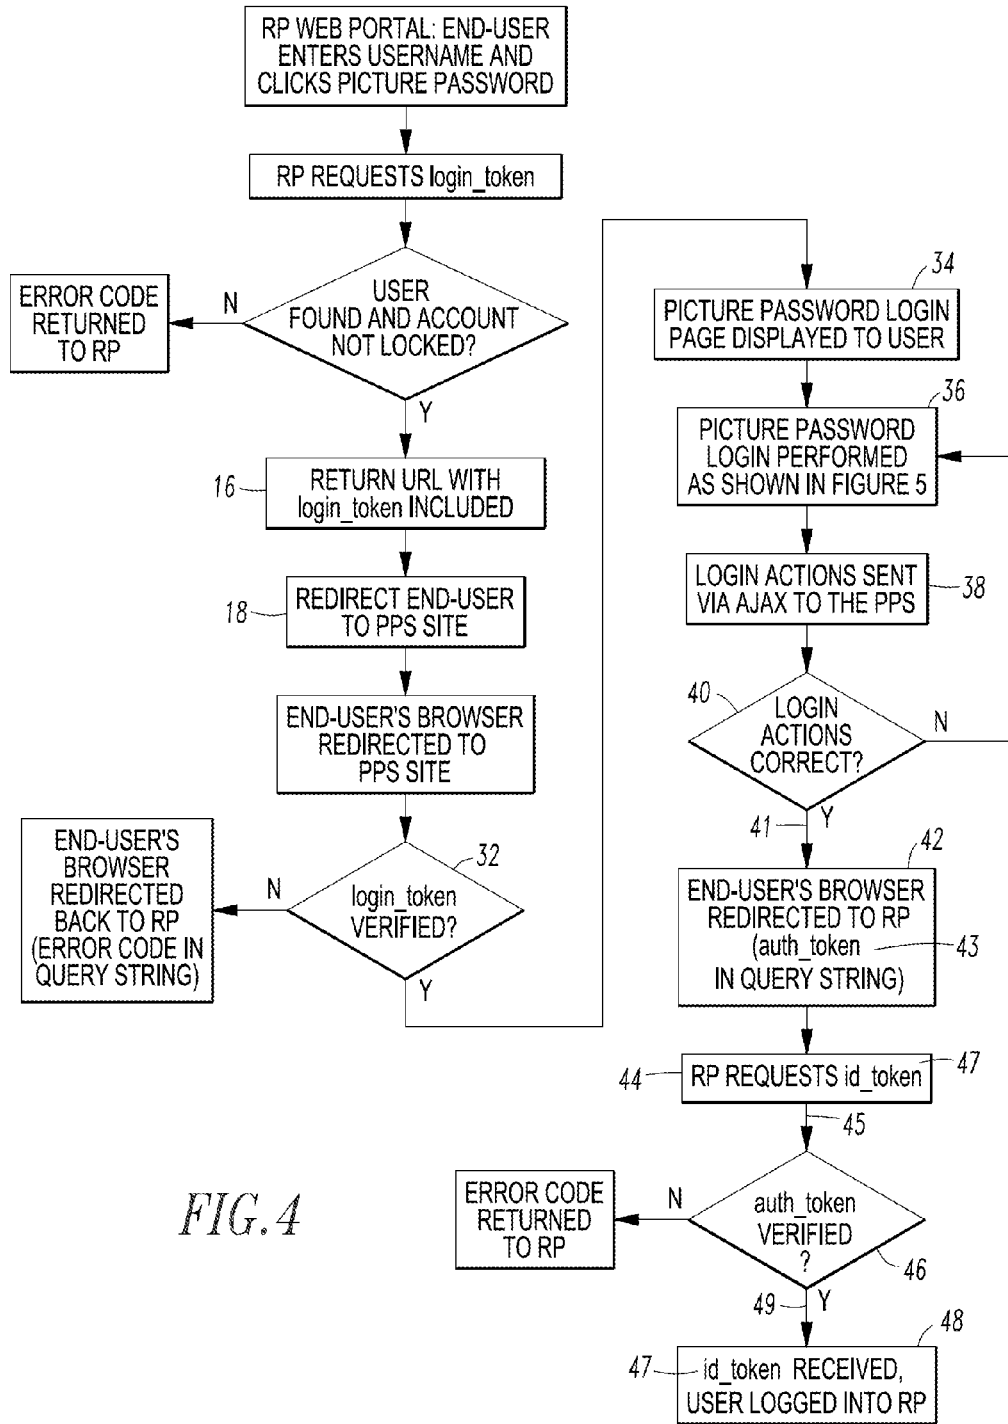 RP WEB PORTAL: END-USER
ENTERS USERNAME AND
CLICKS PICTURE PASSWORD
RP REQUESTS login_token
USER
FOUND AND ACCOUNT
NOT LOCKED?
N
ERROR CODE
RETURNED
TO RP
Y
16
RETURN URL WITH
login_token INCLUDED
18
REDIRECT END-USER
TO PPS SITE
END-USER'S BROWSER
REDIRECTED TO
PPS SITE
32
login_token
VERIFIED?
N
END-USER'S
BROWSER
REDIRECTED
BACK TO RP
(ERROR CODE IN
QUERY STRING)
Y
34
PICTURE PASSWORD LOGIN
PAGE DISPLAYED TO USER
36
PICTURE PASSWORD
LOGIN PERFORMED
AS SHOWN IN FIGURE 5
LOGIN ACTIONS SENT
VIA AJAX TO THE PPS
38
40
LOGIN
ACTIONS
CORRECT?
N
41
Y
42
END-USER'S BROWSER
REDIRECTED TO RP
(auth_token
43
IN QUERY STRING)
44
RP REQUESTS id_token
47
45
auth_token
VERIFIED
?
46
N
ERROR CODE
RETURNED
TO RP
49
Y
48
47
id_token RECEIVED,
USER LOGGED INTO RP
FIG. 4